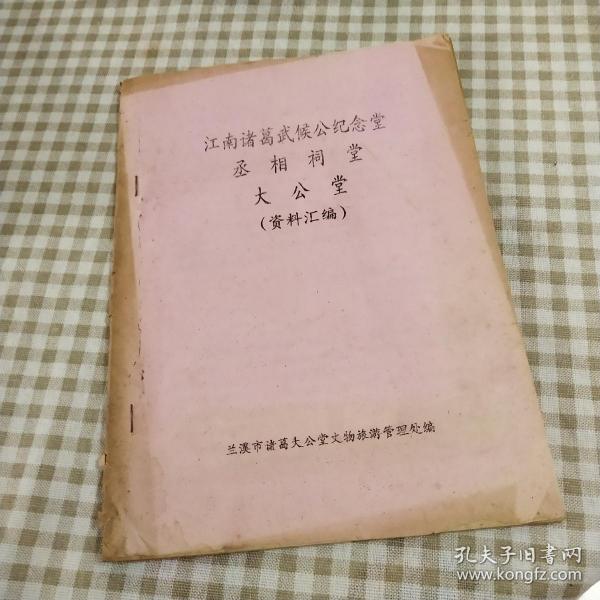 江南诸葛武候公纪念堂
丞相祠堂
大公堂
(资料汇编)
兰溪市诸葛大公堂文物旅游管理处编
孔夫子旧书网
www.kongfz.com